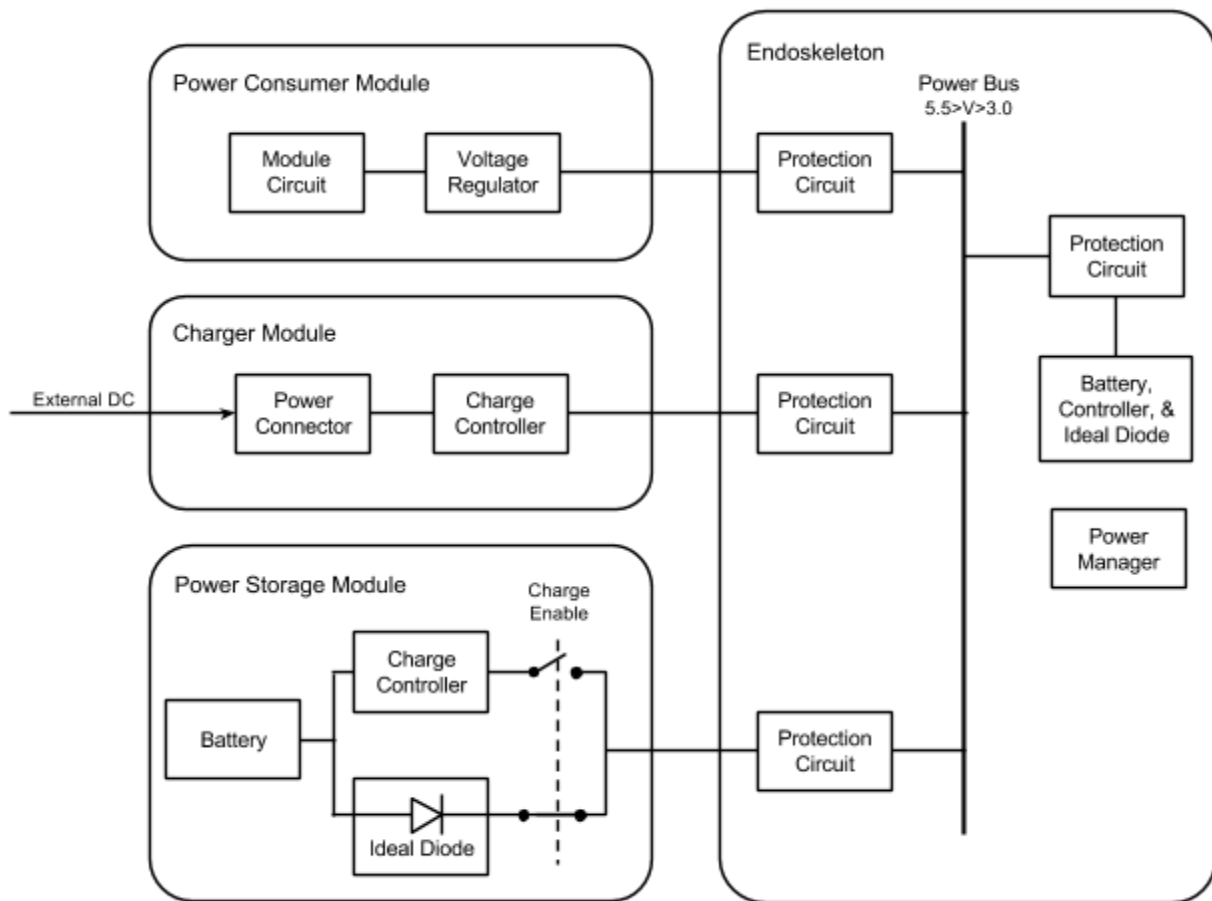 Power Consumer Module
Module
Circuit
Voltage
Regulator
Endoskeleton
Power Bus
5.5>V>3.0
Protection
Circuit
Protection
Circuit
Charger Module
External DC
Power
Connector
Charge
Controller
Protection
Circuit
Battery,
Controller, &
Ideal Diode
Power
Manager
Power Storage Module
Charge
Enable
Charge
Controller
Battery
Ideal Diode
Protection
Circuit